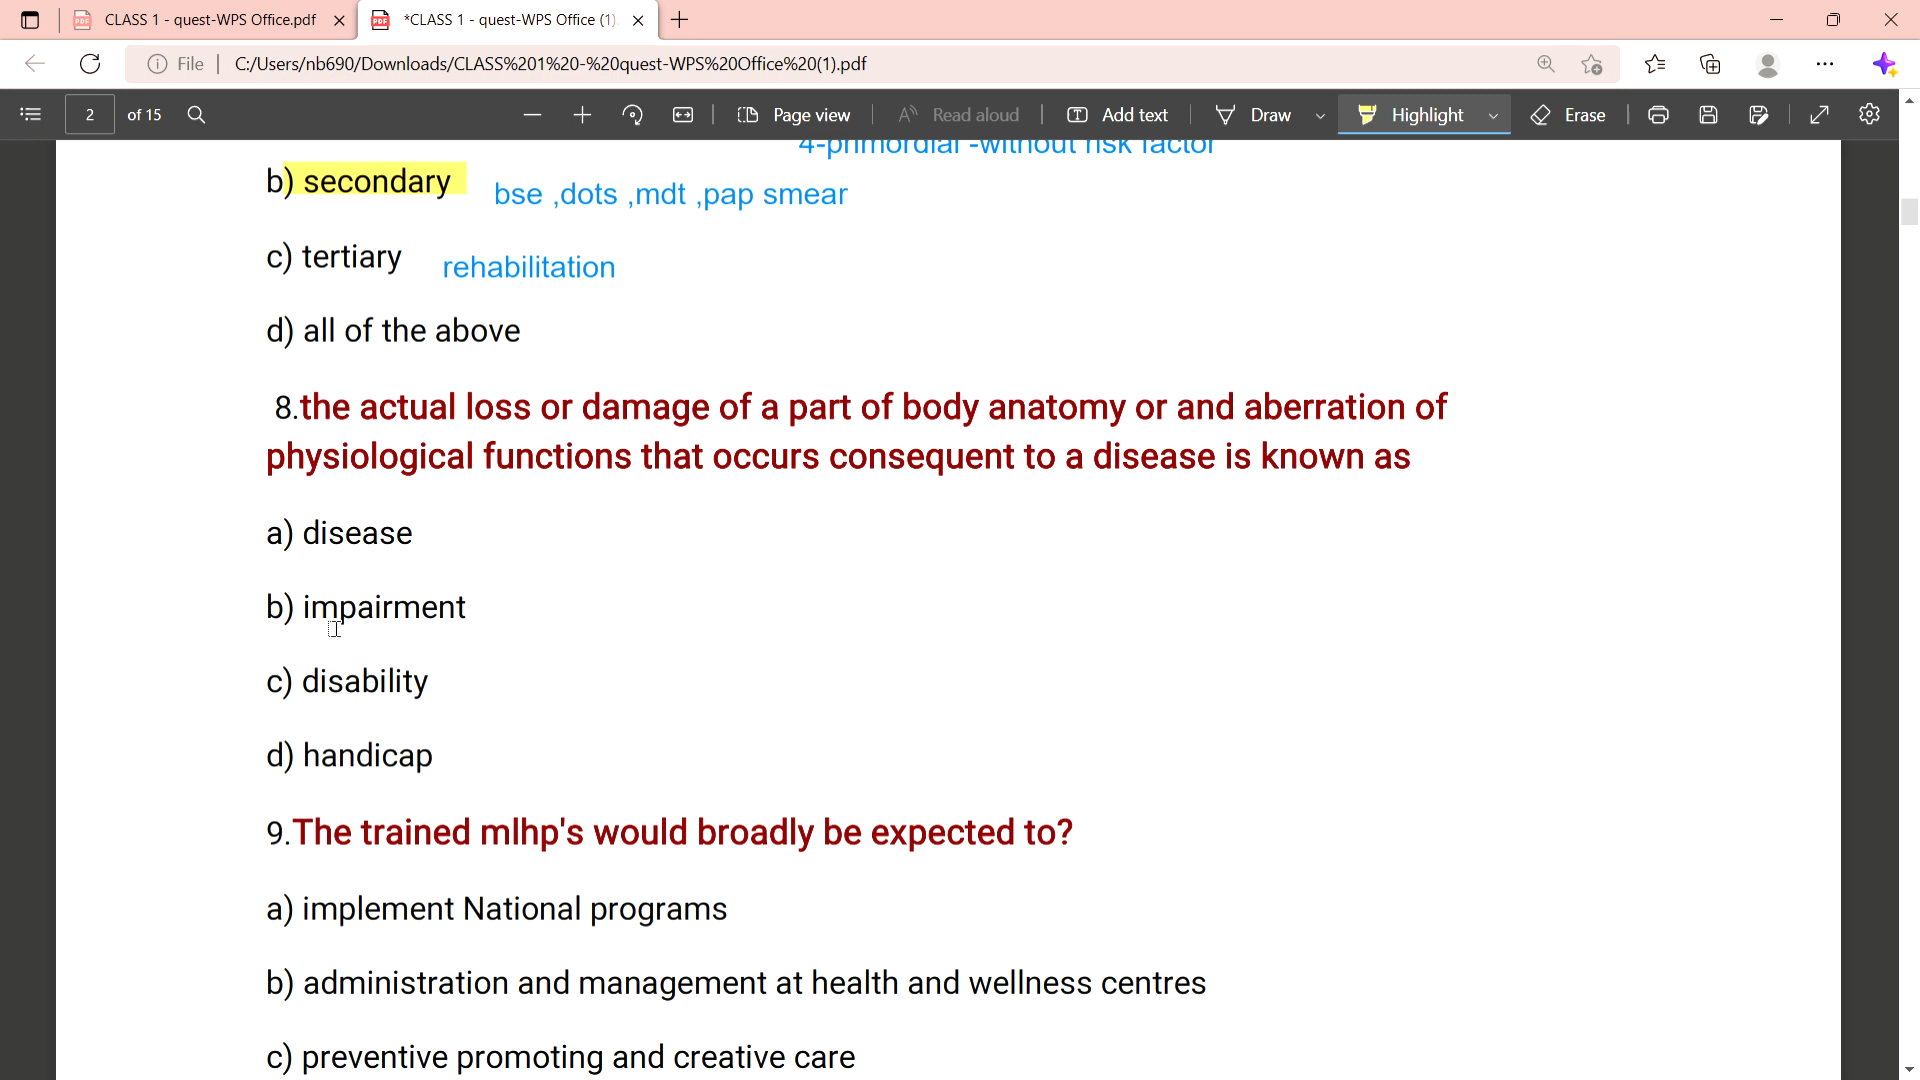 CLASS 1 - quest-WPS Office.pdf
*CLASS 1 - quest-WPS Office (1)
File
C:/Users/nb690/Downloads/CLASS%201%20-%20quest-WPS%20Office%20(1).pdf
2 of 15
Page view
Read aloud
Add text
Draw
Highlight
Erase
4-primordial -without risk factor
b) secondary
bse ,dots ,mdt ,pap smear
c) tertiary
rehabilitation
d) all of the above
8.the actual loss or damage of a part of body anatomy or and aberration of
physiological functions that occurs consequent to a disease is known as
a) disease
b) impairment
c) disability
d) handicap
9.The trained mlhp's would broadly be expected to?
a) implement National programs
b) administration and management at health and wellness centres
c) preventive promoting and creative care